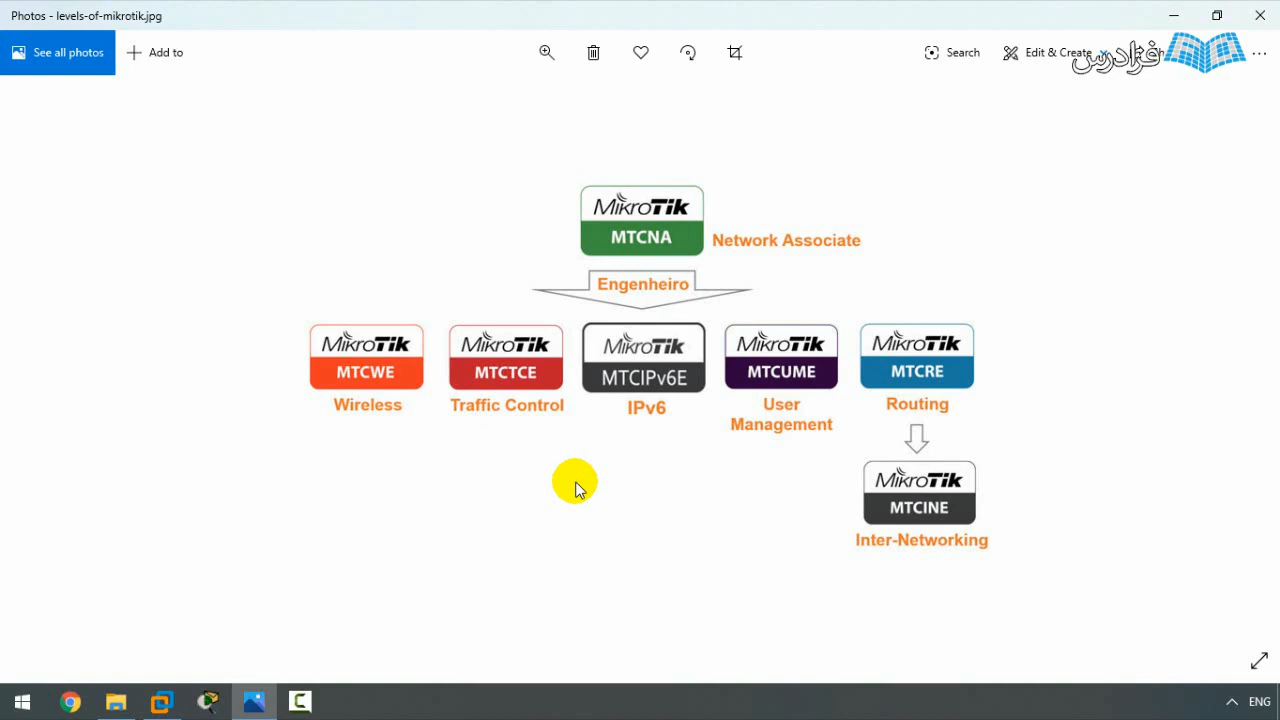 Photos - levels-of-mikrotik.jpg
See all photos
Add to
Search
Edit & Create
فرادرس
MikroTik
MTCNA
Network Associate
Engenheiro
MikroTik MikroTik MikroTik MikroTik MikroTik
MTCWE MTCTCE MTCIPv6E MTCUME MTCRE
Wireless Traffic Control IPv6 User Routing
Management
MikroTik
MTCINE
Inter-Networking
ENG